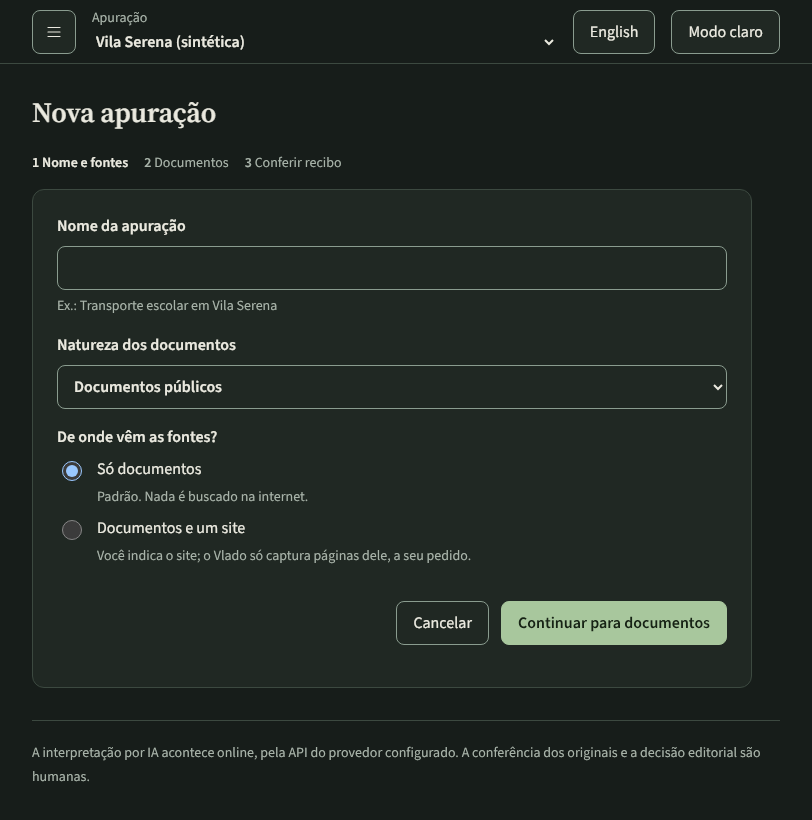 Apuração
Vila Serena (sintética)
English
Modo claro
Nova apuração
1 Nome e fontes 2 Documentos 3 Conferir recibo
Nome da apuração
Ex.: Transporte escolar em Vila Serena
Natureza dos documentos
Documentos públicos
De onde vêm as fontes?
Só documentos
Padrão. Nada é buscado na internet.
Documentos e um site
Você indica o site; o Vlado só captura páginas dele, a seu pedido.
Cancelar
Continuar para documentos
A interpretação por IA acontece online, pela API do provedor configurado. A conferência dos originais e a decisão editorial são
humanas.